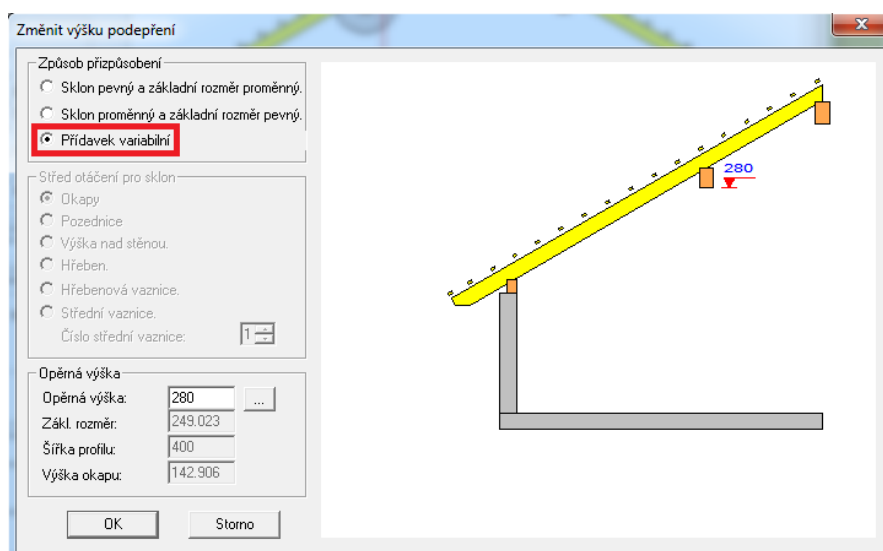 Změnit výšku podepření
x
Způsob přizpůsobení
Sklon pevný a základní rozměr proměnný.
Sklon proměnný a základní rozměr pevný.
Přídavek variabilní
Střed otáčení pro sklon
Okapy
Pozednice
Výška nad stěnou.
Hřeben.
Hřebenová vaznice.
Střední vaznice.
Číslo střední vaznice: 1
Opěrná výška
Opěrná výška: 280 ...
Zákl. rozměr: 249.023
Šířka profilu: 400
Výška okapu: 142.906
OK Storno
280